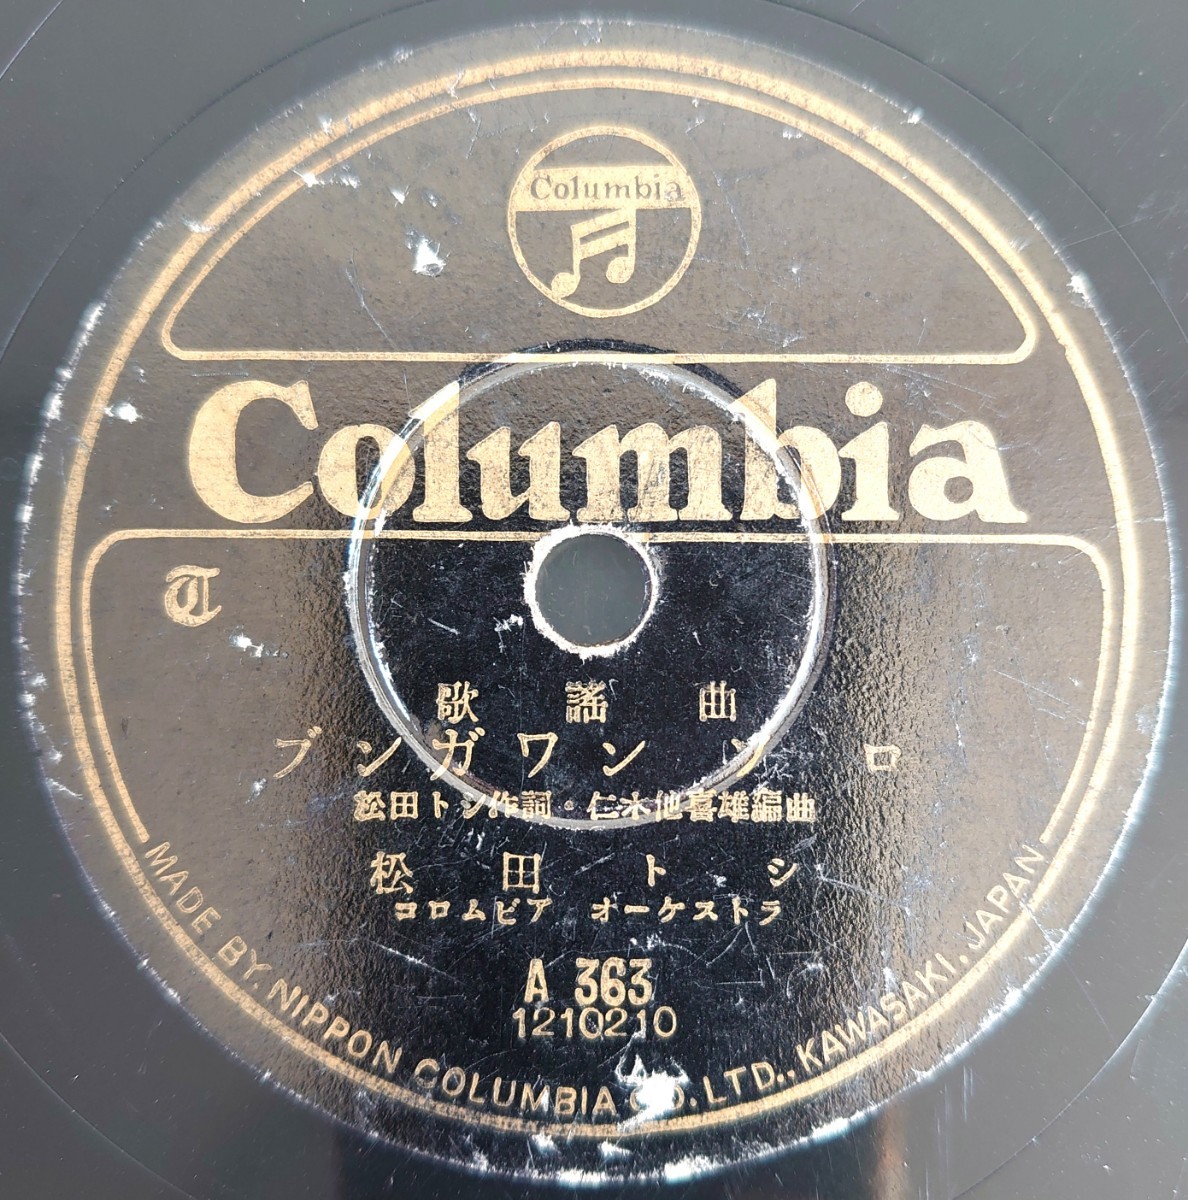 Columbia
Columbia
T
歌謡曲
ブンガワンソロ
松田トシ作詞・仁木他喜雄編曲
松田トシ
コロムビア オーケストラ
A 363
1210210
MADE BY. NIPPON COLUMBIA CO. LTD., KAWASAKI. JAPAN